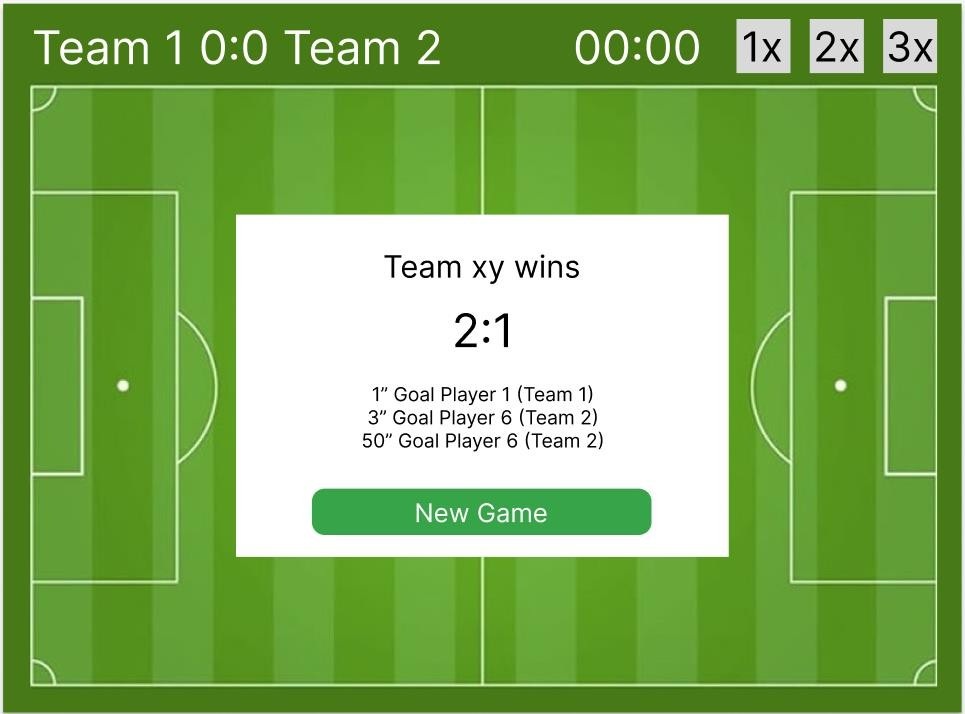 Team 1 0:0 Team 2 00:00 1x 2x 3x
Team xy wins
2:1
1” Goal Player 1 (Team 1)
3” Goal Player 6 (Team 2)
50” Goal Player 6 (Team 2)
New Game